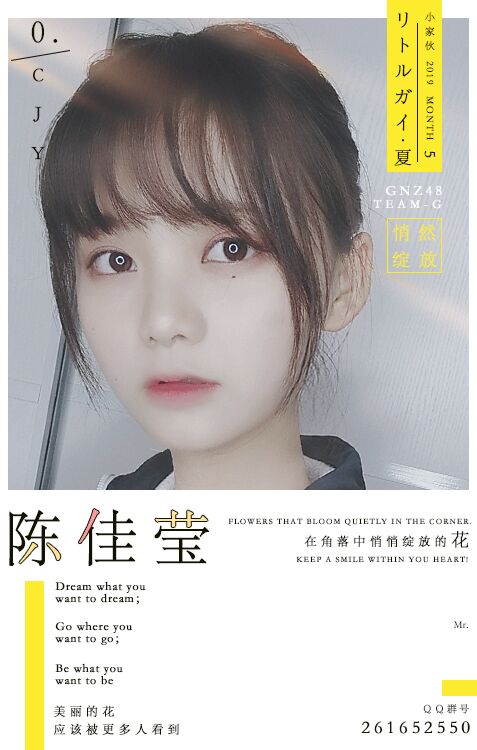 0.
CJY
リトルガイ·夏
小家伙 2019 MONTH 5
GNZ48
TEAM-G
悄然
绽放
陈佳莹
FLOWERS THAT BLOOM QUIETLY IN THE CORNER.
在角落中悄悄绽放的花
KEEP A SMILE WITHIN YOU HEART!
Dream what you
want to dream;
Go where you
want to go;
Be what you
want to be
Mr.
美丽的花
应该被更多人看到
QQ群号
261652550